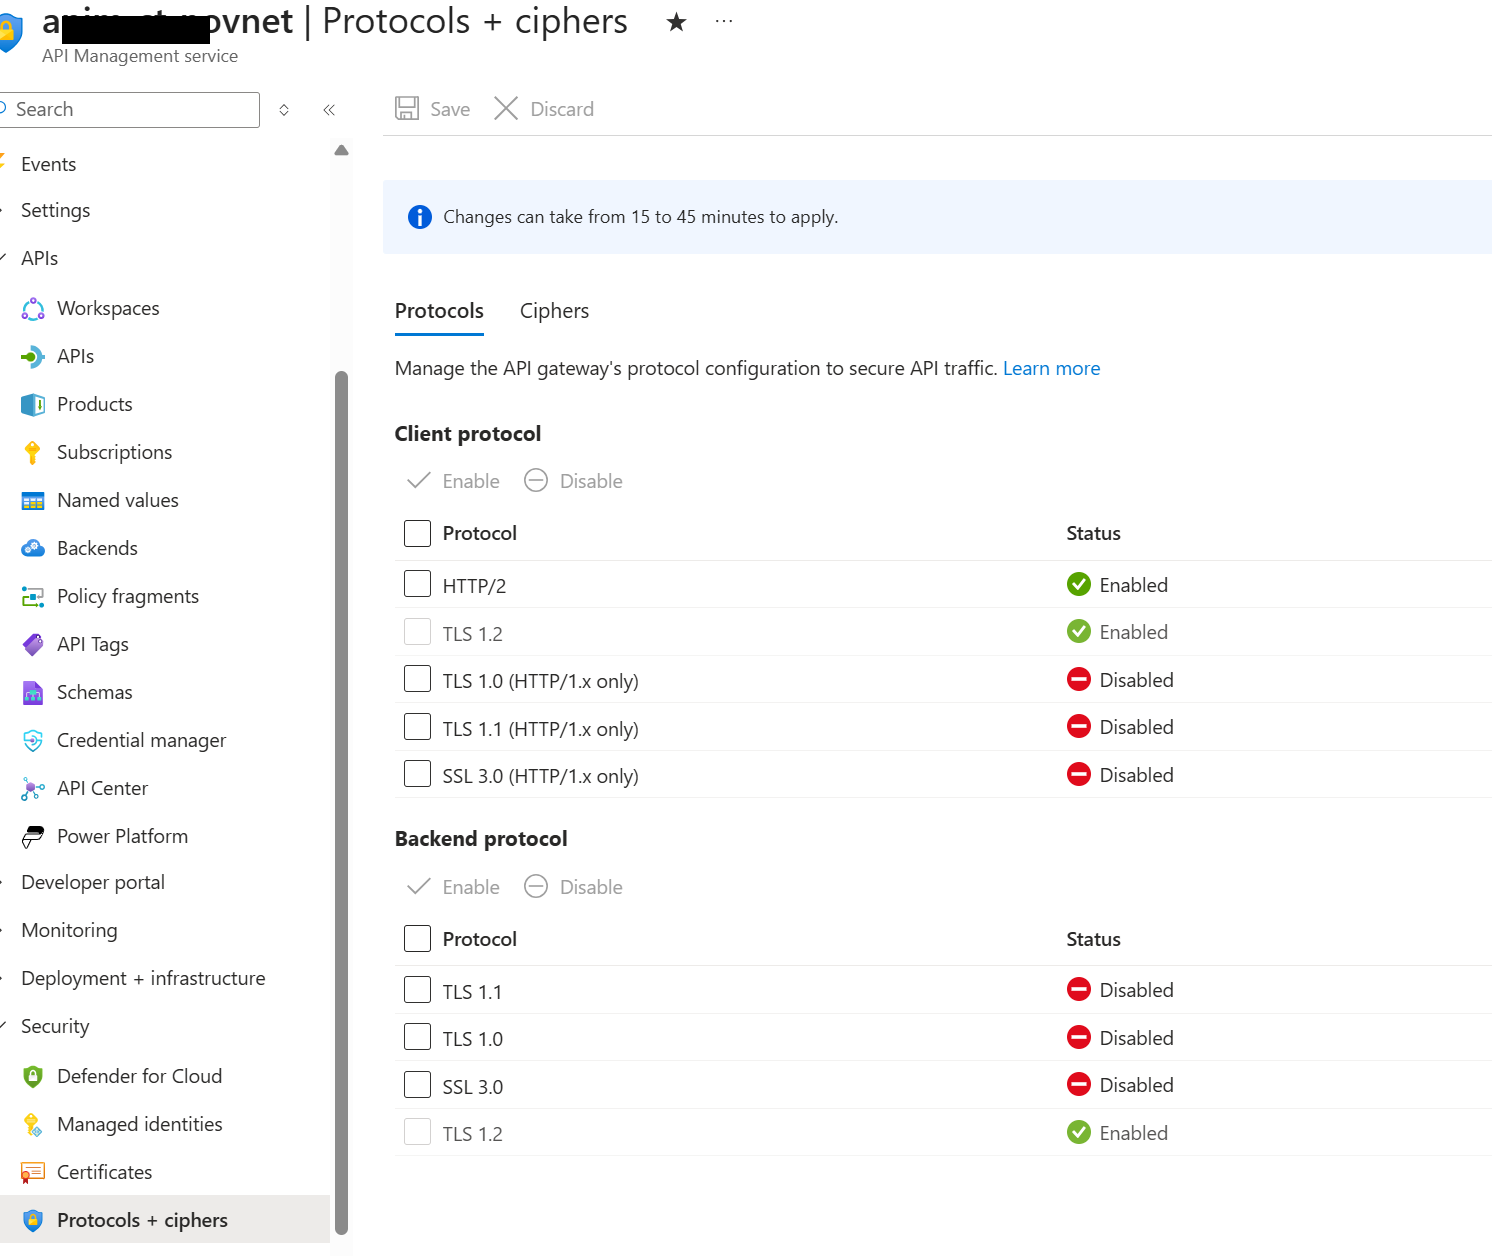 | Protocols + ciphers
API Management service
Search
Save
Discard
Events
Settings
APIs
Workspaces
APIs
Products
Subscriptions
Named values
Backends
Policy fragments
API Tags
Schemas
Credential manager
API Center
Power Platform
Developer portal
Monitoring
Deployment + infrastructure
Security
Defender for Cloud
Managed identities
Certificates
Protocols + ciphers
Changes can take from 15 to 45 minutes to apply.
Protocols Ciphers
Manage the API gateway's protocol configuration to secure API traffic. Learn more
Client protocol
Enable Disable
Protocol Status
HTTP/2 Enabled
TLS 1.2 Enabled
TLS 1.0 (HTTP/1.x only) Disabled
TLS 1.1 (HTTP/1.x only) Disabled
SSL 3.0 (HTTP/1.x only) Disabled
Backend protocol
Enable Disable
Protocol Status
TLS 1.1 Disabled
TLS 1.0 Disabled
SSL 3.0 Disabled
TLS 1.2 Enabled